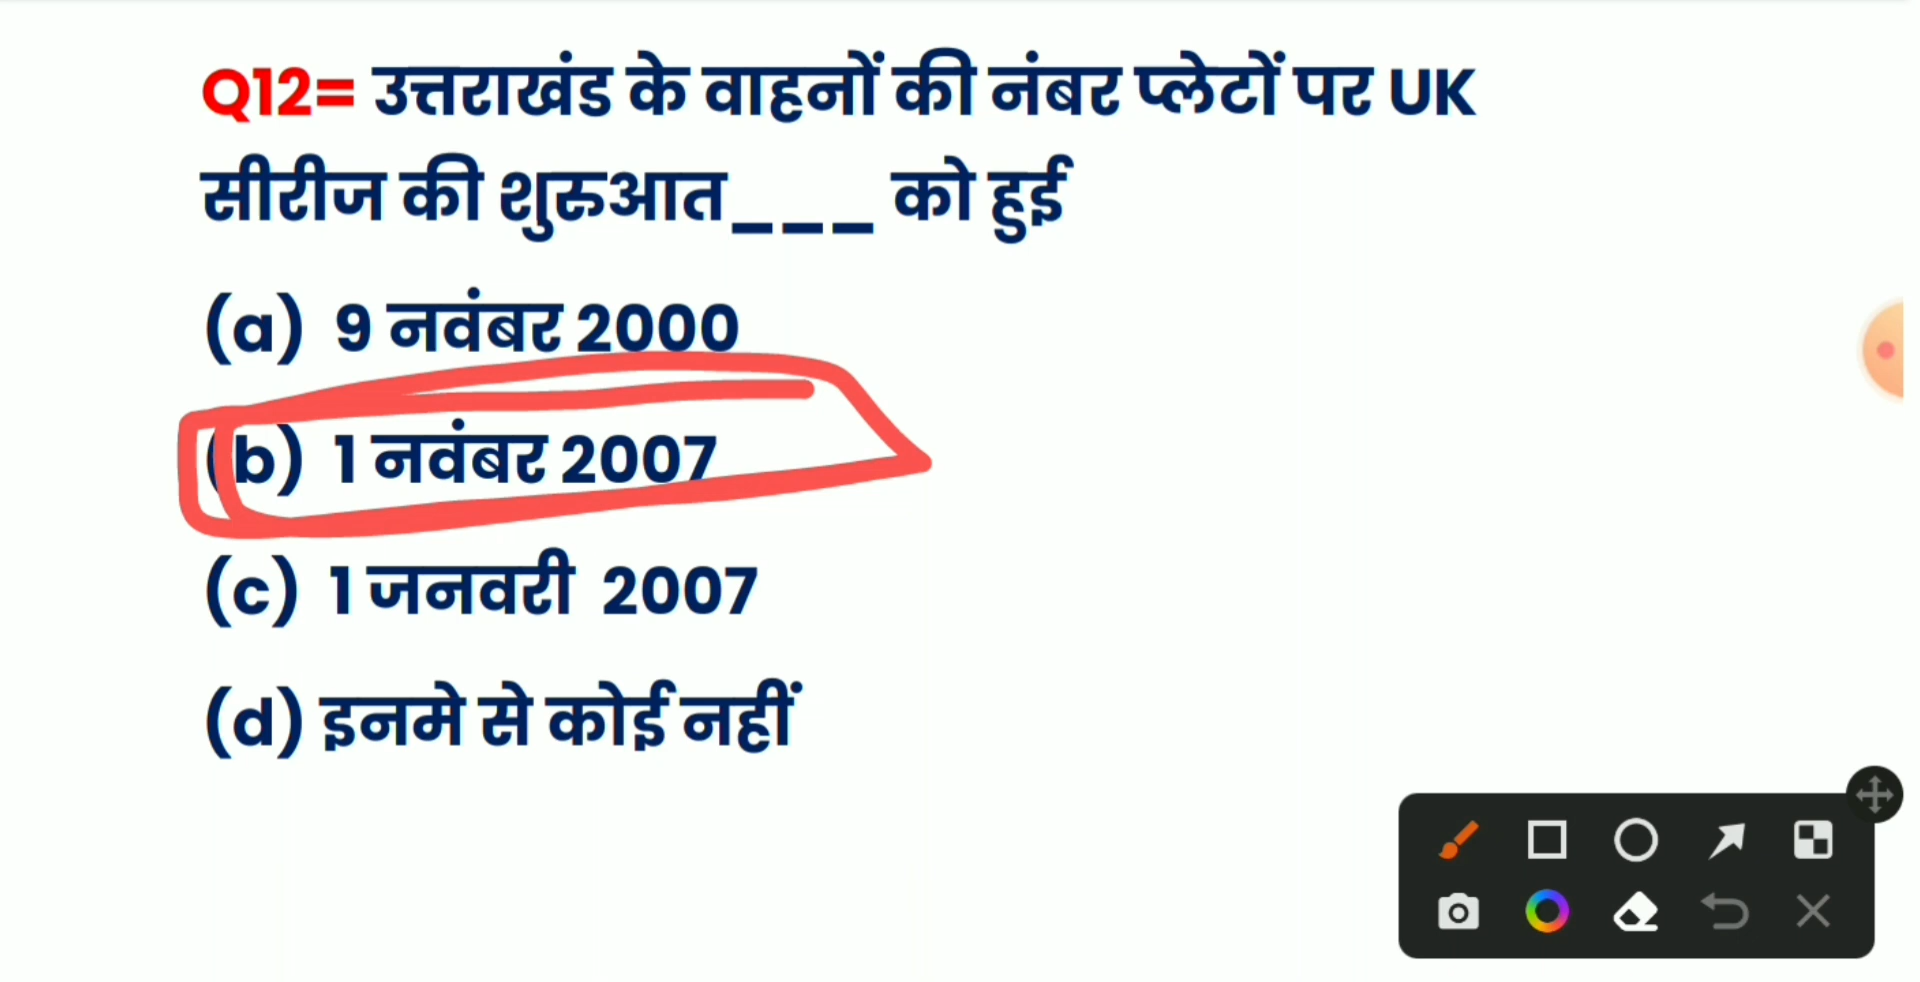 Q12= उत्तराखंड के वाहनों की नंबर प्लेटों पर UK
सीरीज की शुरुआत___ को हुई
(a) 9 नवंबर 2000
(b) 1 नवंबर 2007
(c) 1 जनवरी 2007
(d) इनमे से कोई नहीं